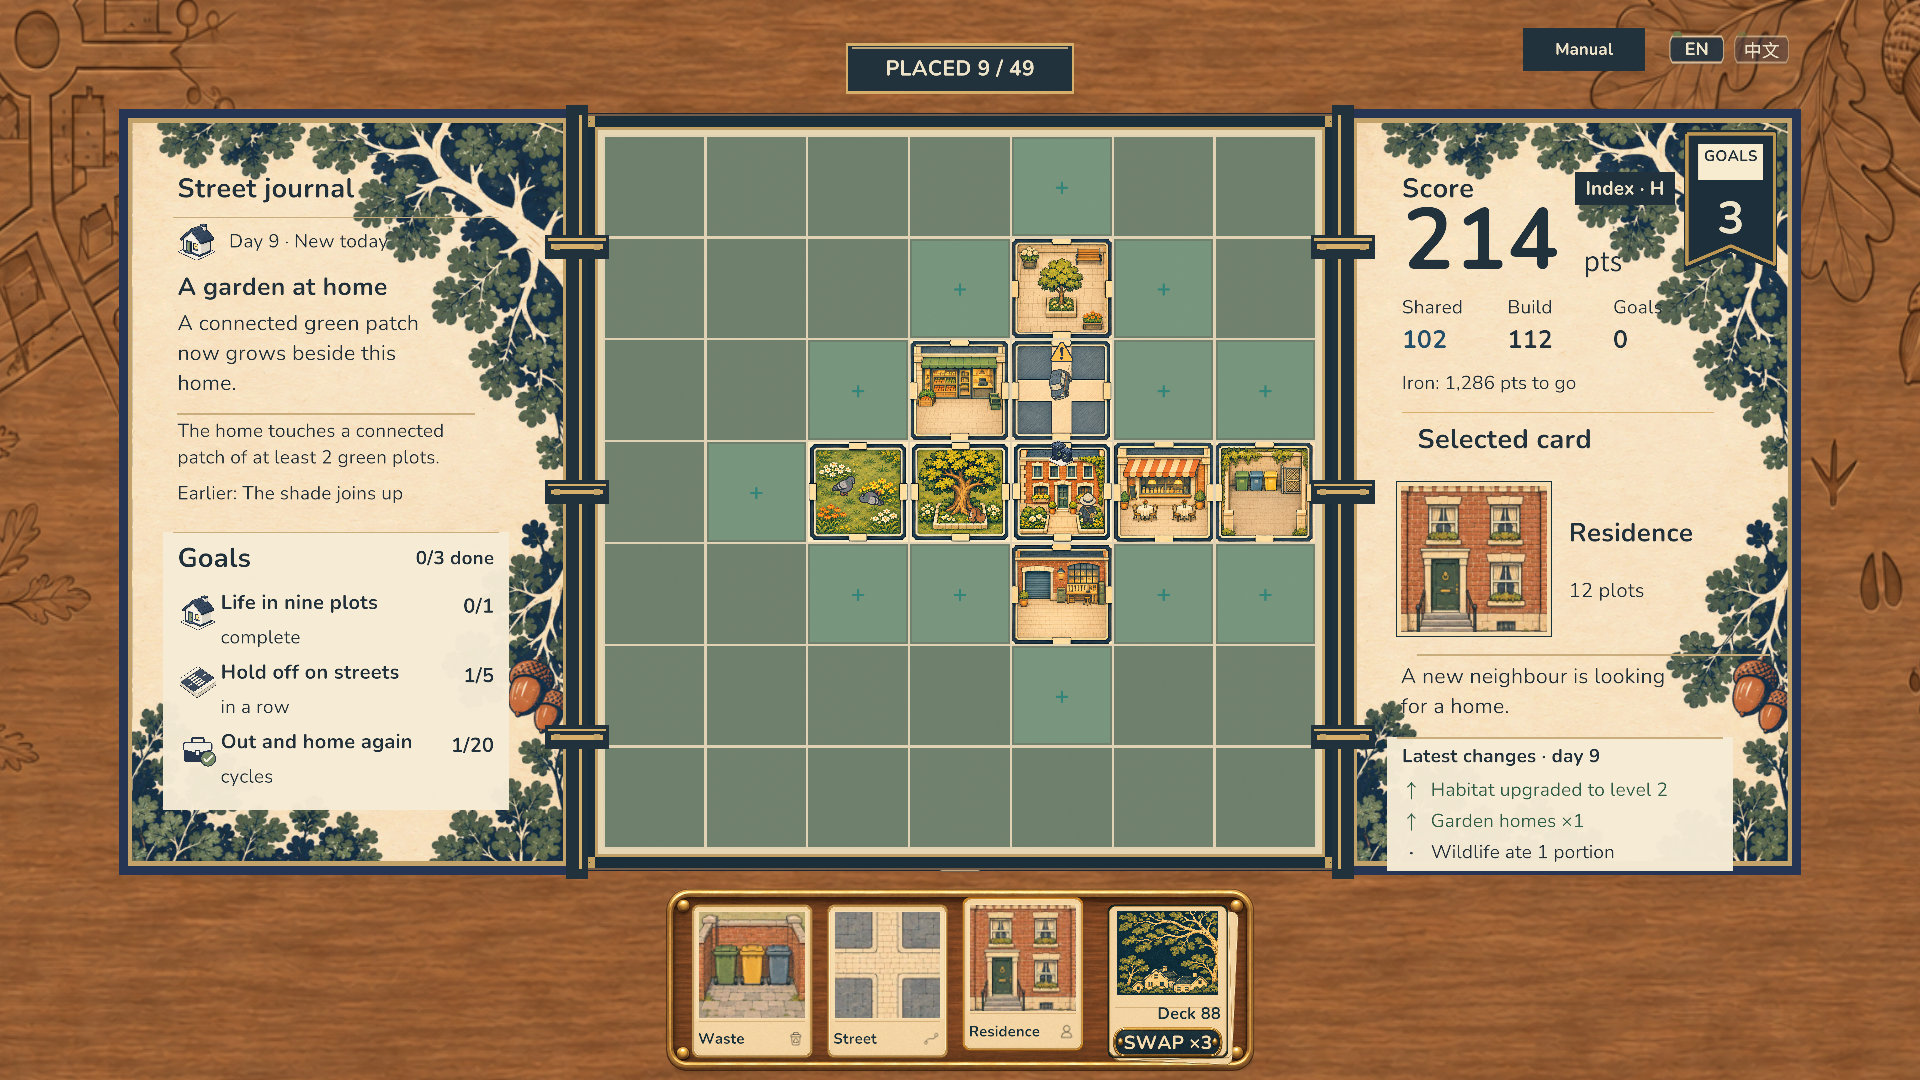 PLACED 9 / 49
Manual
EN
中文
Street journal
Day 9 · New today
A garden at home
A connected green patch
now grows beside this
home.
The home touches a connected
patch of at least 2 green plots.
Earlier: The shade joins up
Goals
0/3 done
Life in nine plots
0/1
complete
Hold off on streets
1/5
in a row
Out and home again
1/20
cycles
Score
Index · H
GOALS
3
214 pts
Shared
Build
Goals
102
112
0
Iron: 1,286 pts to go
Selected card
Residence
12 plots
A new neighbour is looking
for a home.
Latest changes · day 9
↑ Habitat upgraded to level 2
↑ Garden homes ×1
· Wildlife ate 1 portion
Waste
Street
Residence
Deck 88
SWAP ×3